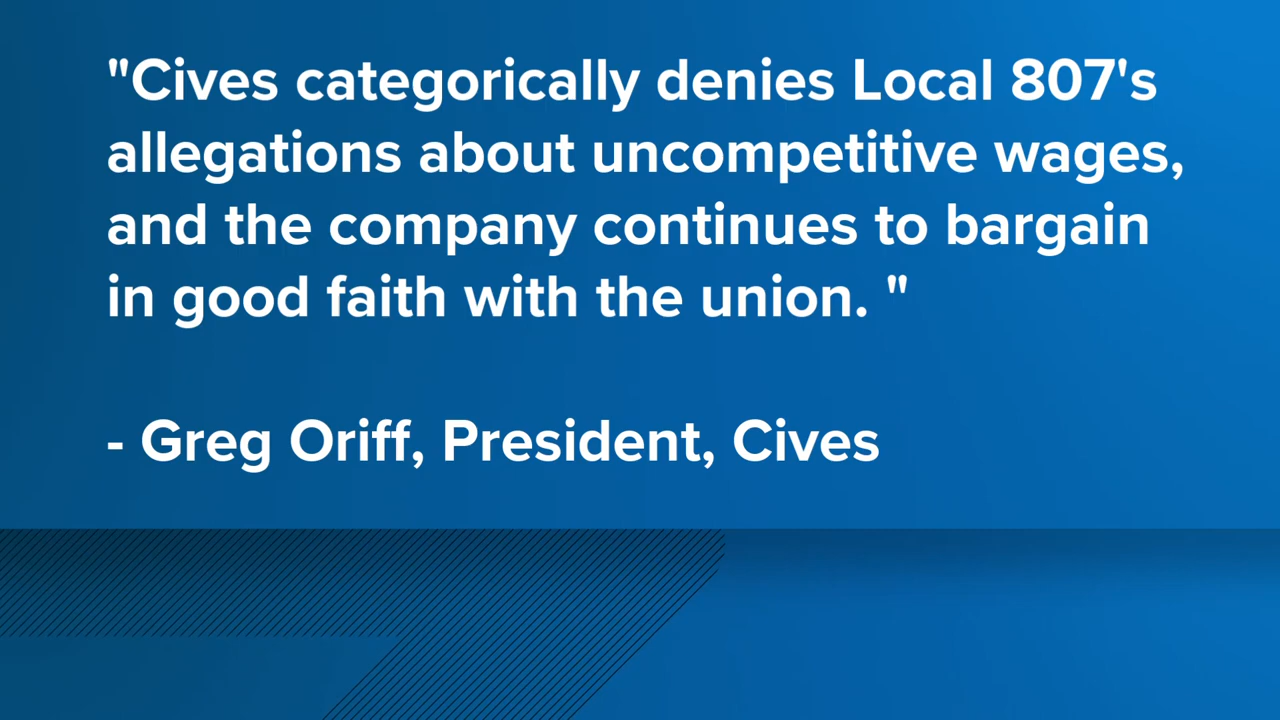 "Cives categorically denies Local 807's
allegations about uncompetitive wages,
and the company continues to bargain
in good faith with the union. "
- Greg Oriff, President, Cives